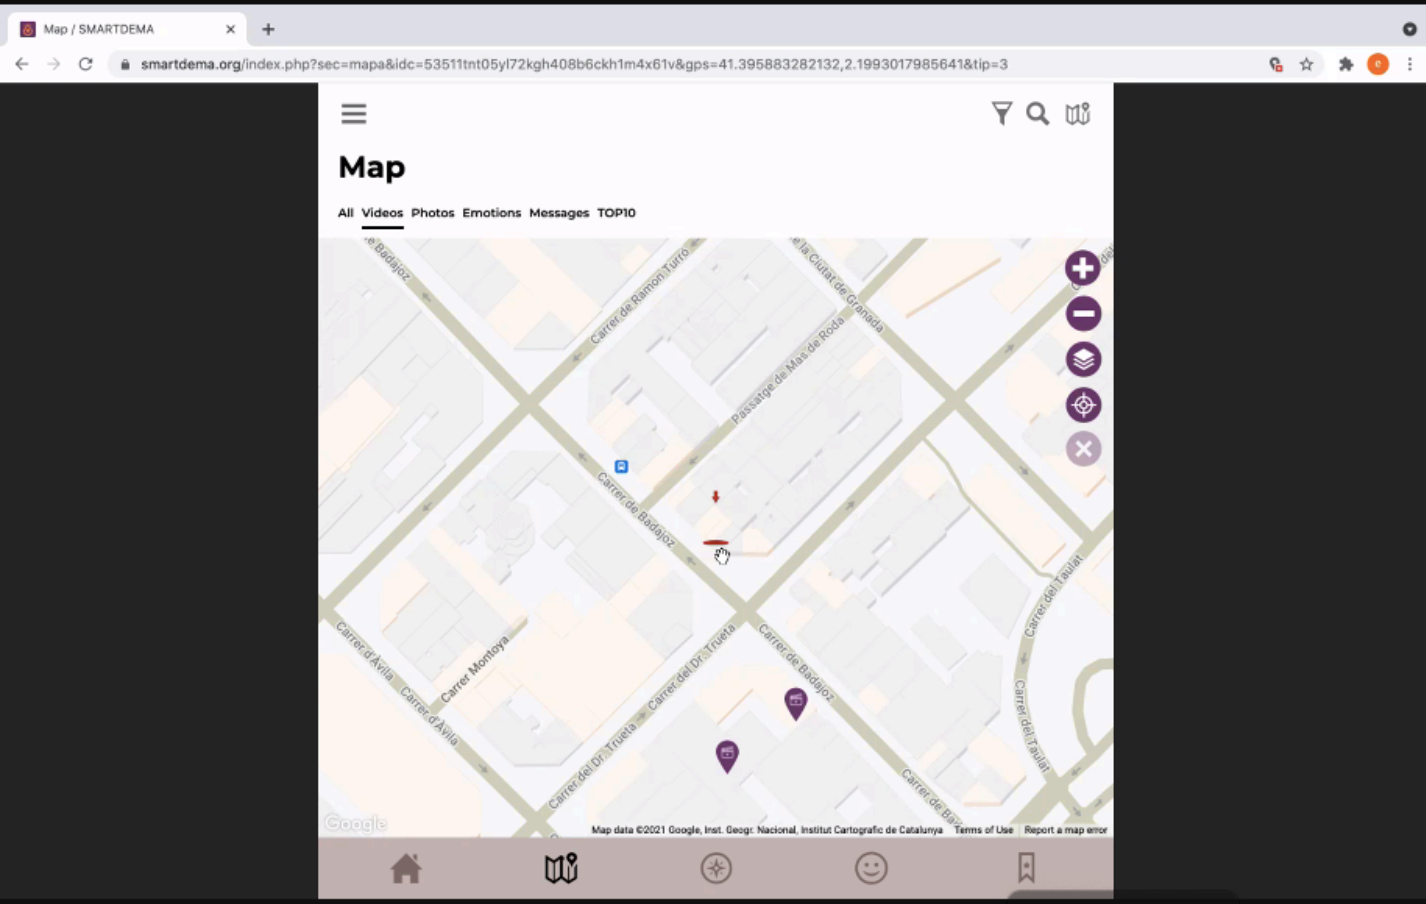 Map / SMARTDEMA
smartdema.org/index.php?sec=mapa&idc=53511tnt05yl72kgh408b6ckh1m4x61v&gps=41.395883282132,2.1993017985641&tip=3
e
Map
All Videos Photos Emotions Messages TOP10
de Badajoz
Carrer de Ramon Turró
de la Ciutat de Granada
Passatge de Mas de Roda
Carrer de Badajoz
Carrer del Taulat
Carrer d'Àvila
Carrer Montoya
Carrer del Dr. Trueta
Carrer de Badajoz
Carrer d'Àvila
Carrer del Dr. Trueta
Carrer del Taulat
Carrer de
Google
Map data ©2021 Google, Inst. Geogr. Nacional, Institut Cartogràfic de Catalunya Terms of Use Report a map error